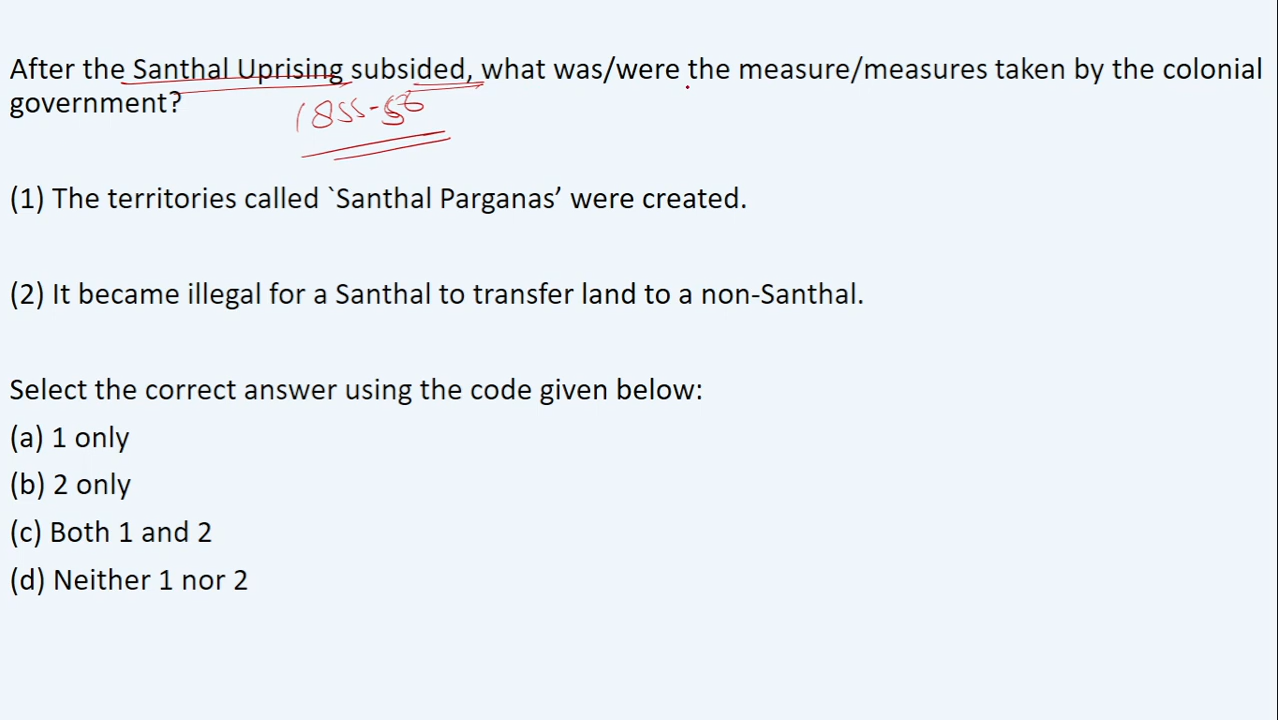 After the Santhal Uprising subsided, what was/were the measure/measures taken by the colonial
government?
1855-56
(1) The territories called `Santhal Parganas’ were created.
(2) It became illegal for a Santhal to transfer land to a non-Santhal.
Select the correct answer using the code given below:
(a) 1 only
(b) 2 only
(c) Both 1 and 2
(d) Neither 1 nor 2